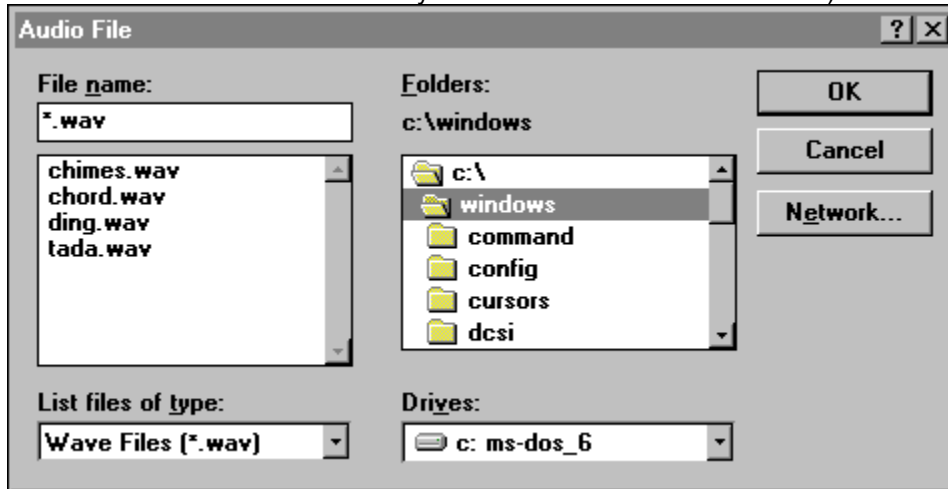 Audio File
File name:
*.wav
chimes.wav
chord.wav
ding.wav
tada.wav
List files of type:
Wave Files (*.wav)
Folders:
c:\windows
c:\
windows
command
config
cursors
dcsi
Drives:
c: ms-dos_6
OK
Cancel
Network...